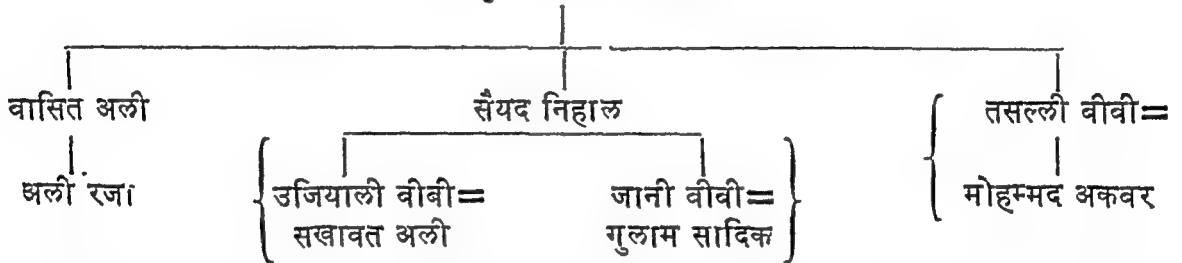 वासित अली सैयद निहाल तसल्ली वीवी=
अली रजा उजियाली वीबी= जानी वीवी= मोहम्मद अकवर
सखावत अली गुलाम सादिक